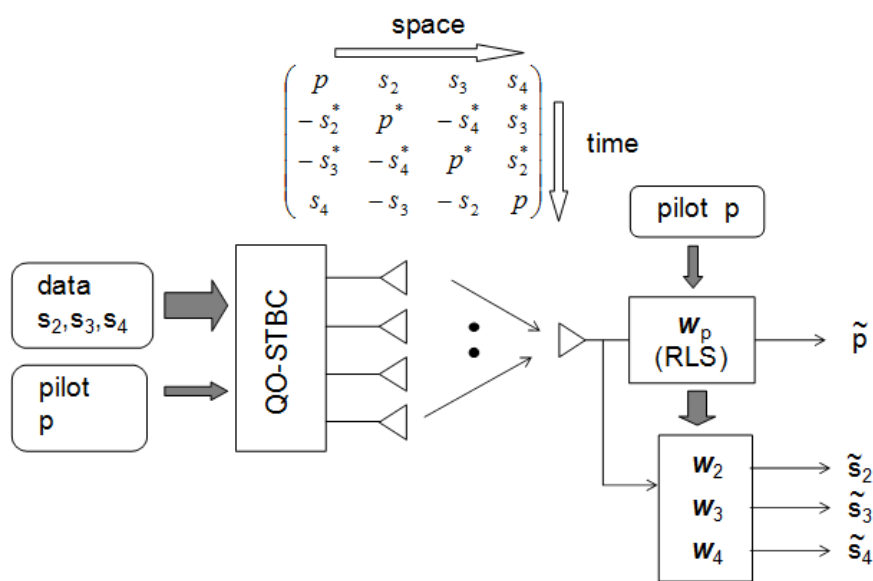 space
p s₂ s₃ s₄
−s₂* p* −s₄* s₃*
−s₃* −s₄* p* s₂*
s₄ −s₃ −s₂ p
time
pilot p
data
s₂,s₃,s₄
pilot
p
QO-STBC
wₚ
(RLS)
p̃
w₂ s̃₂
w₃ s̃₃
w₄ s̃₄